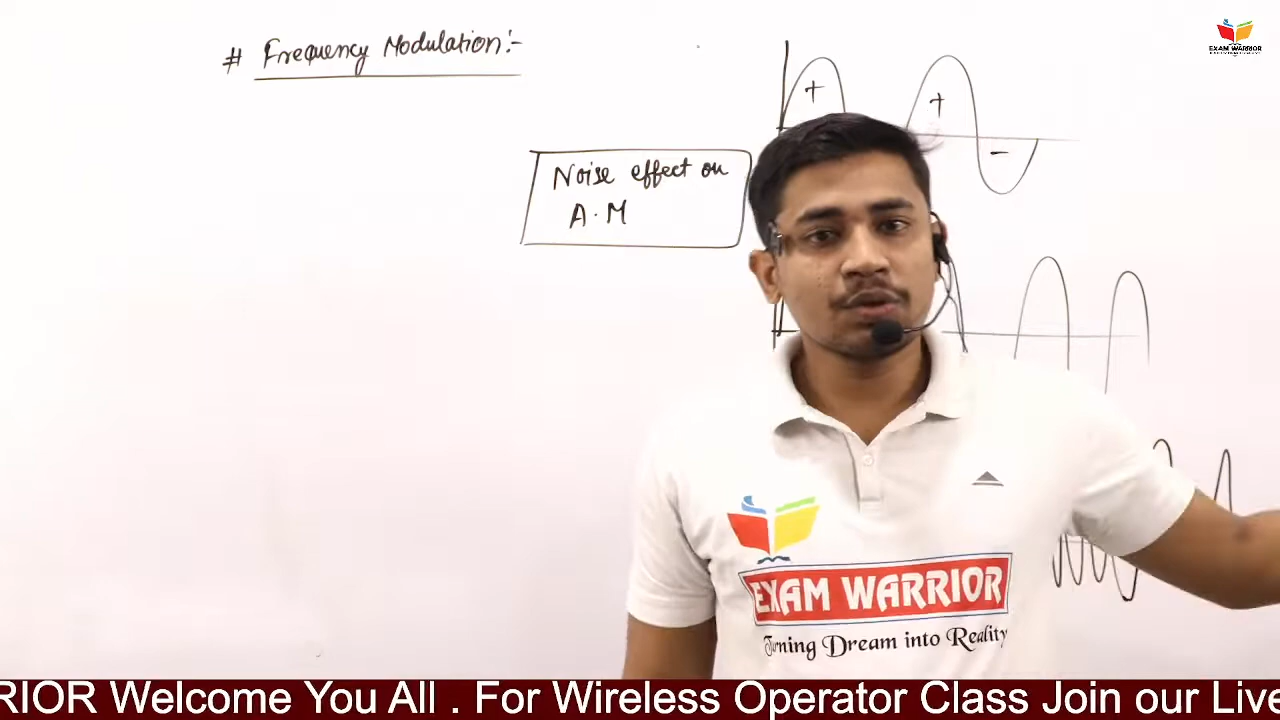 # Frequency Modulation:-
EXAM WARRIOR
+
+
-
Noise effect on
A.M
EXAM WARRIOR
Turning Dream into Reality
RIOR Welcome You All . For Wireless Operator Class Join our Live